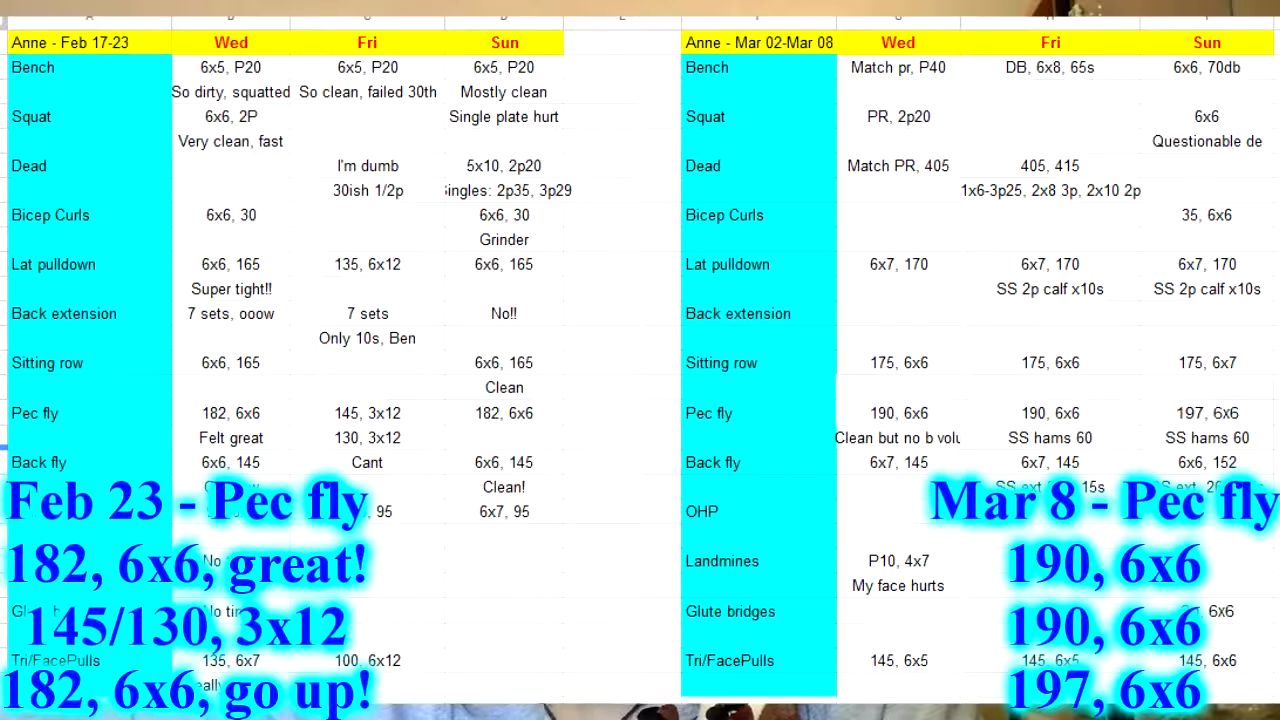 Anne - Feb 17-23 Wed Fri Sun
Bench 6x5, P20 6x5, P20 6x5, P20
So dirty, squatted So clean, failed 30th Mostly clean
Squat 6x6, 2P Single plate hurt
Very clean, fast
Dead I'm dumb 5x10, 2p20
30ish 1/2p ingles: 2p35, 3p29
Bicep Curls 6x6, 30 6x6, 30
Grinder
Lat pulldown 6x6, 165 135, 6x12 6x6, 165
Super tight!!
Back extension 7 sets, ooow 7 sets No!!
Only 10s, Ben
Sitting row 6x6, 165 6x6, 165
Clean
Pec fly 182, 6x6 145, 3x12 182, 6x6
Felt great 130, 3x12
Back fly 6x6, 145 Cant 6x6, 145
Clean!
95 6x7, 95
No
Tri/FacePulls 135, 6x7 100, 6x12
Feb 23 - Pec fly
182, 6x6, great!
145/130, 3x12
182, 6x6, go up!
Anne - Mar 02-Mar 08 Wed Fri Sun
Bench Match pr, P40 DB, 6x8, 65s 6x6, 70db
Squat PR, 2p20 6x6
Questionable de
Dead Match PR, 405 405, 415
1x6-3p25, 2x8 3p, 2x10 2p
Bicep Curls 35, 6x6
Lat pulldown 6x7, 170 6x7, 170 6x7, 170
SS 2p calf x10s SS 2p calf x10s
Back extension
Sitting row 175, 6x6 175, 6x6 175, 6x7
Pec fly 190, 6x6 190, 6x6 197, 6x6
Clean but no b volu SS hams 60 SS hams 60
Back fly 6x7, 145 6x7, 145 6x6, 152
SS ext 15s ext
OHP
Landmines P10, 4x7
My face hurts
Glute bridges 6x6
Tri/FacePulls 145, 6x5 145, 6x5 145, 6x6
Mar 8 - Pec fly
190, 6x6
190, 6x6
197, 6x6